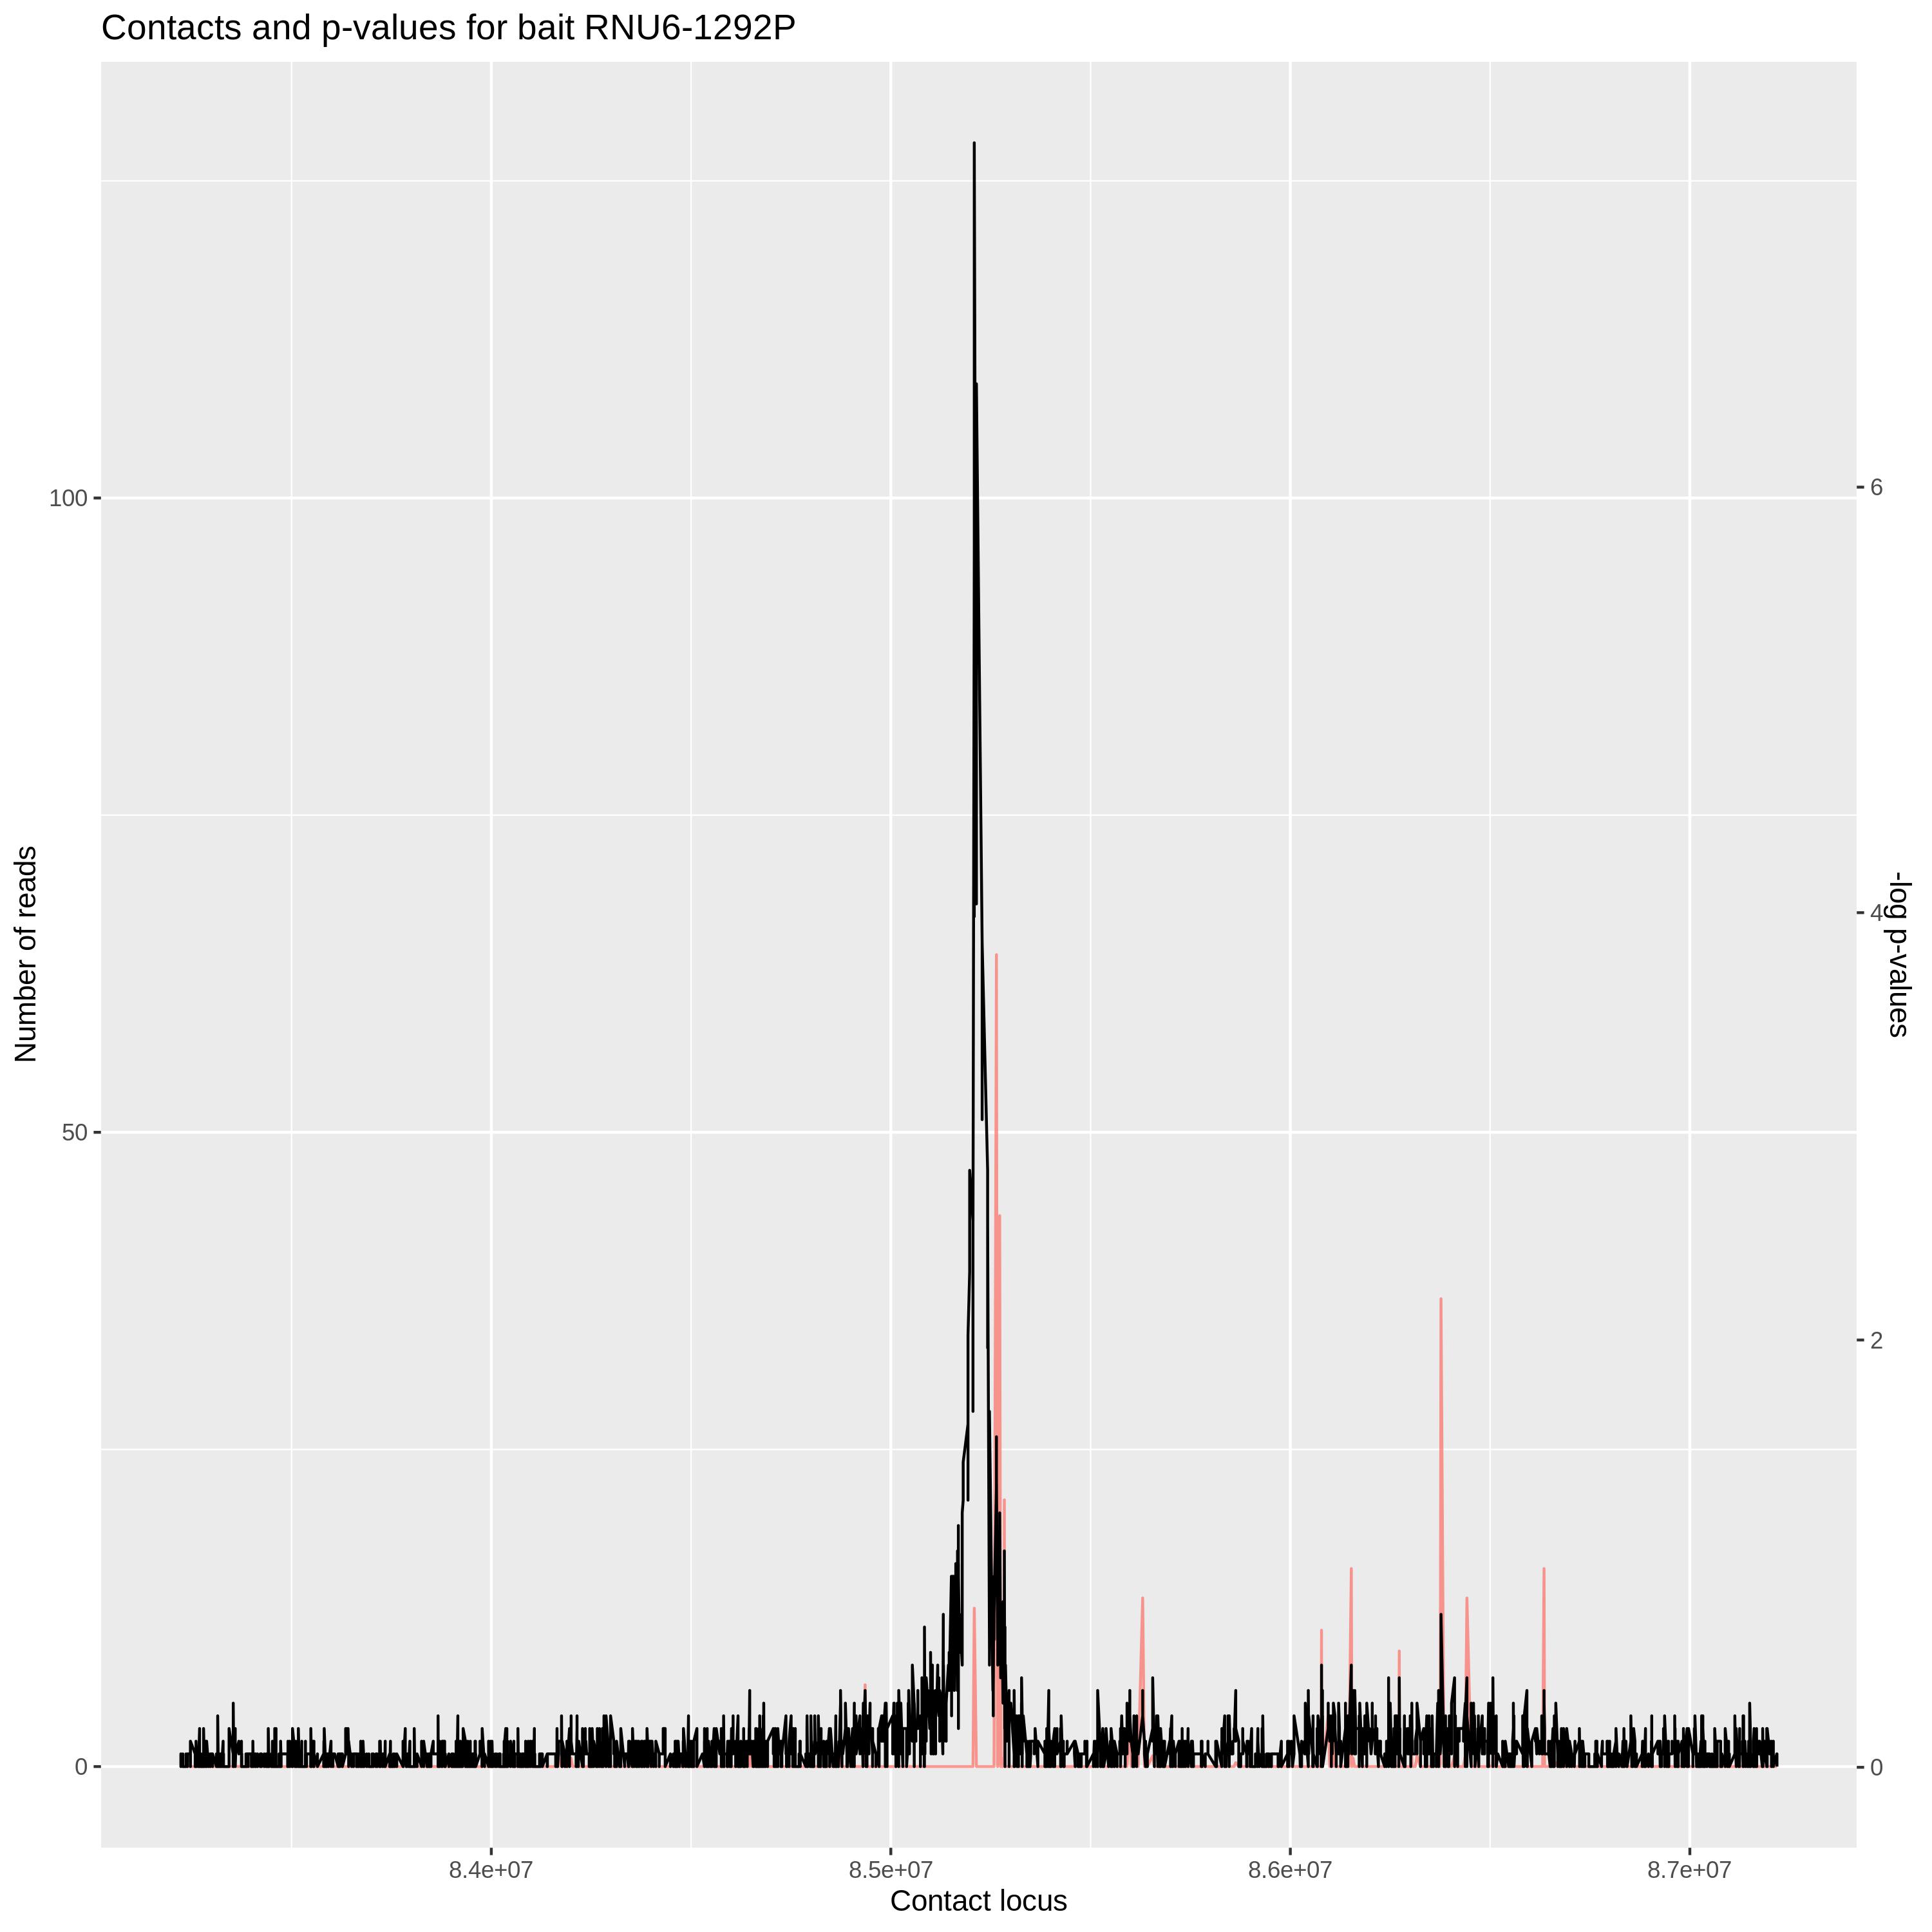 Contacts and p-values for bait RNU6-1292P
100
50
0
Number of reads
6
4
2
0
-log p-values
8.4e+07
8.5e+07
8.6e+07
8.7e+07
Contact locus